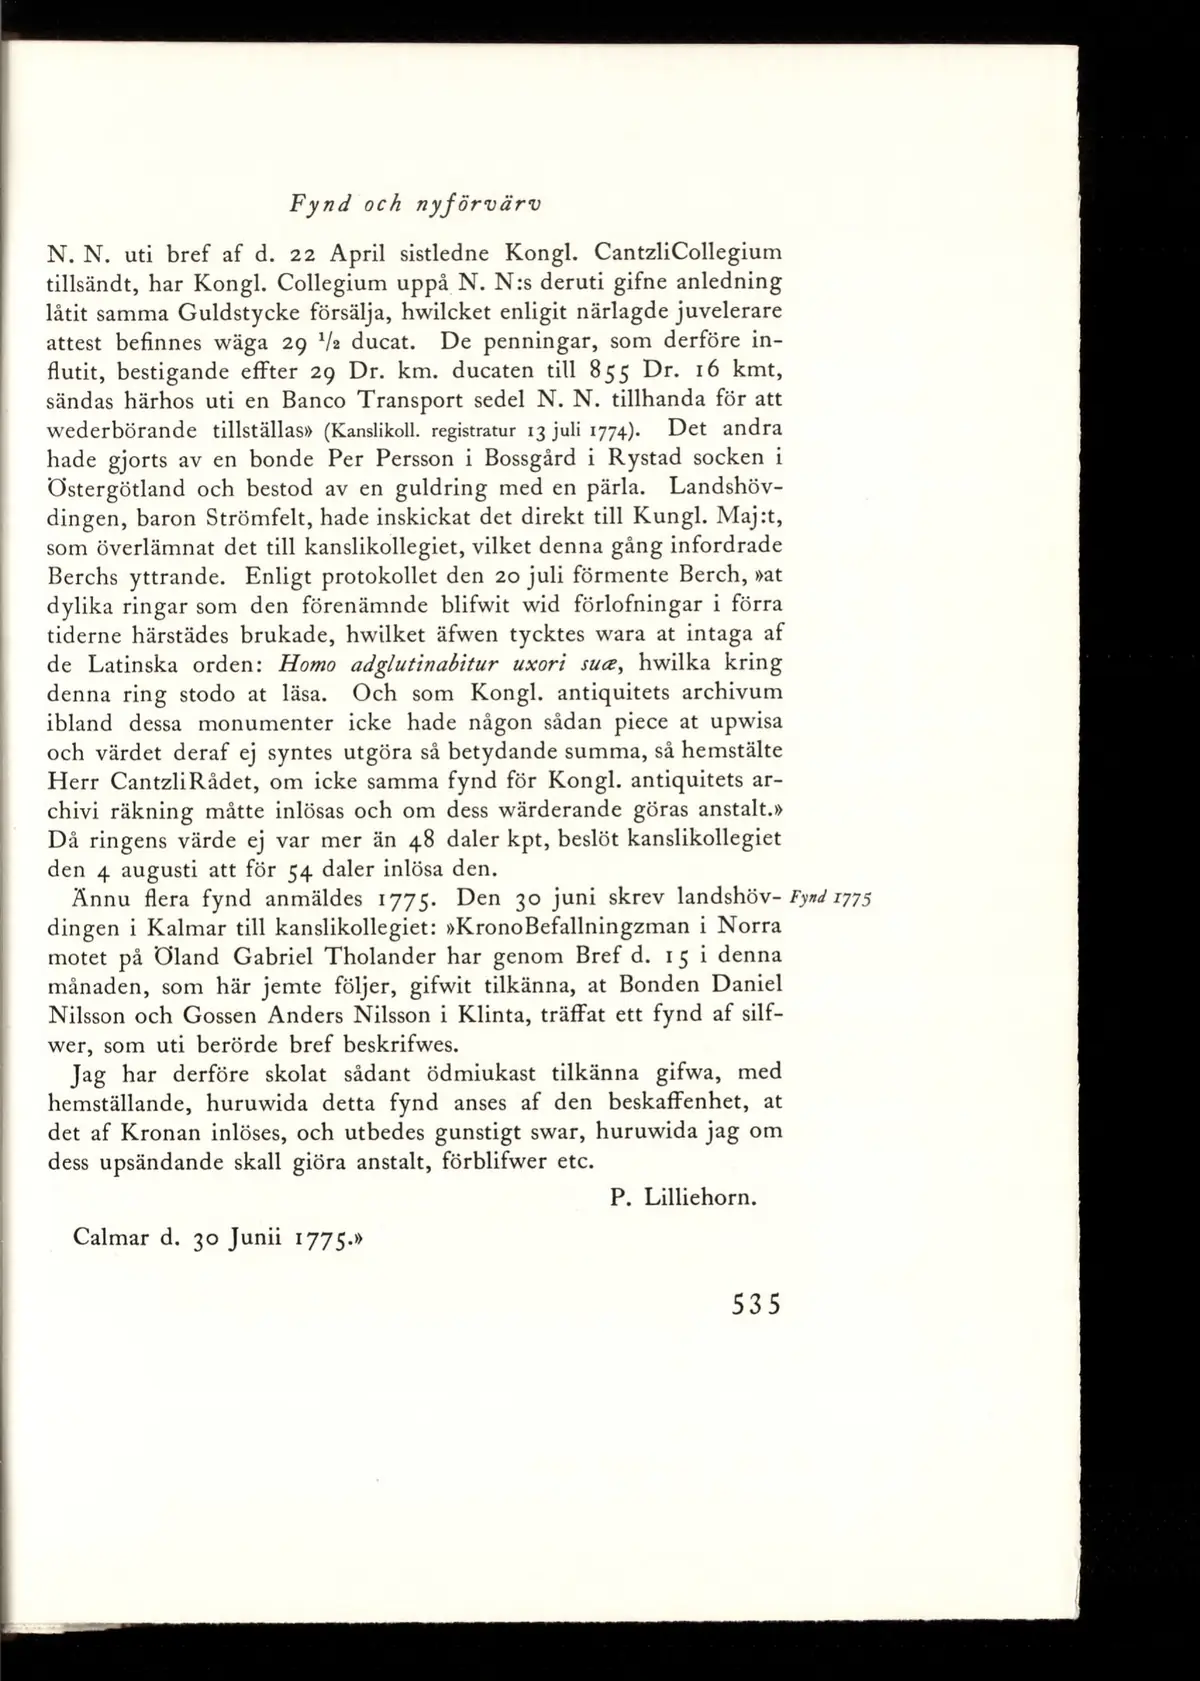 Fynd och nyförvärv
N. N. uti bref af d. 22 April sistledne Kongl. CantzliCollegium
tillsändt, har Kongl. Collegium uppå N. N:s deruti gifne anledning
låtit samma Guldstycke försälja, hwilcket enligit närlagde juvelerare
attest befinnes wäga 29 1/2 ducat. De penningar, som derföre in-
flutit, bestigande effter 29 Dr. km. ducaten till 855 Dr. 16 kmt,
sändas härhos uti en Banco Transport sedel N. N. tillhanda för att
wederbörande tillställas» (Kanslikoll. registratur 13 juli 1774). Det andra
hade gjorts av en bonde Per Persson i Bossgård i Rystad socken i
Östergötland och bestod av en guldring med en pärla. Landshöv-
dingen, baron Strömfelt, hade inskickat det direkt till Kungl. Maj:t,
som överlämnat det till kanslikollegiet, vilket denna gång infordrade
Berchs yttrande. Enligt protokollet den 20 juli förmente Berch, »at
dylika ringar som den förenämnde blifwit wid förlofningar i förra
tiderne härstädes brukade, hwilket äfwen tycktes wara at intaga af
de Latinska orden: Homo adglutinabitur uxori suæ, hwilka kring
denna ring stodo at läsa. Och som Kongl. antiquitets archivum
ibland dessa monumenter icke hade någon sådan piece at upwisa
och värdet deraf ej syntes utgöra så betydande summa, så hemstälte
Herr CantzliRådet, om icke samma fynd för Kongl. antiquitets ar-
chivi räkning måtte inlösas och om dess wärderande göras anstalt.»
Då ringens värde ej var mer än 48 daler kpt, beslöt kanslikollegiet
den 4 augusti att för 54 daler inlösa den.
Ännu flera fynd anmäldes 1775. Den 30 juni skrev landshöv- Fynd 1775
dingen i Kalmar till kanslikollegiet: »KronoBefallningzman i Norra
motet på Öland Gabriel Tholander har genom Bref d. 15 i denna
månaden, som här jemte följer, gifwit tilkänna, at Bonden Daniel
Nilsson och Gossen Anders Nilsson i Klinta, träffat ett fynd af silf-
wer, som uti berörde bref beskrifwes.
Jag har derföre skolat sådant ödmiukast tilkänna gifwa, med
hemställande, huruwida detta fynd anses af den beskaffenhet, at
det af Kronan inlöses, och utbedes gunstigt swar, huruwida jag om
dess upsändande skall giöra anstalt, förblifwer etc.
P. Lilliehorn.
Calmar d. 30 Junii 1775.»
535